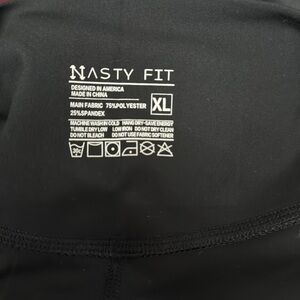 NASTY FIT
DESIGNED IN AMERICA
MADE IN CHINA
MAIN FABRIC 75%POLYESTER
25%SPANDEX
XL
MACHINE WASH IN COLD HANG DRY-SAVE ENERGY
TUMBLE DRY LOW LOW IRON DO NOT DRY CLEAN
DO NOT BLEACH DO NOT USE FABRIC SOFTENER